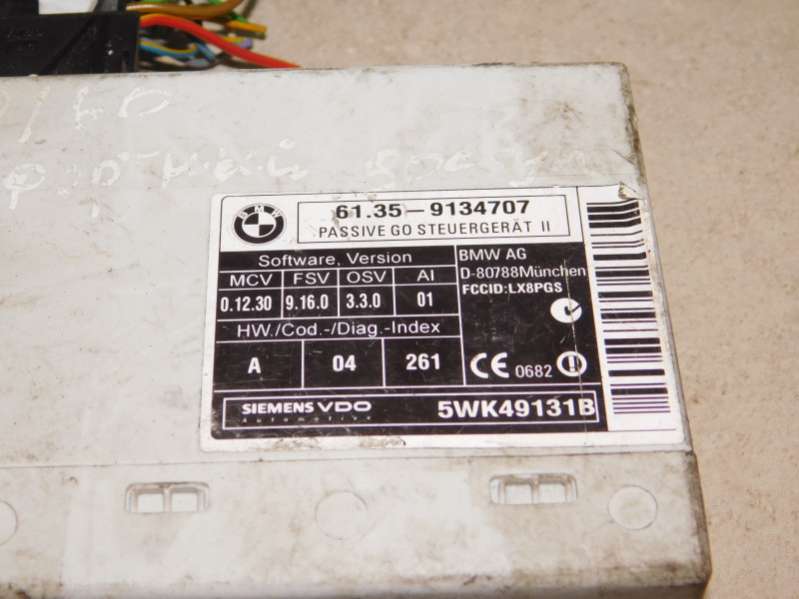 BMW
61.35 – 9134707
PASSIVE GO STEUERGERÄT II
Software, Version
MCV FSV OSV AI
0.12.30 9.16.0 3.3.0 01
HW./Cod.-/Diag.-Index
A 04 261
BMW AG
D-80788München
FCCID:LX8PGS
CE 0682
SIEMENS VDO
Automotive
5WK49131B